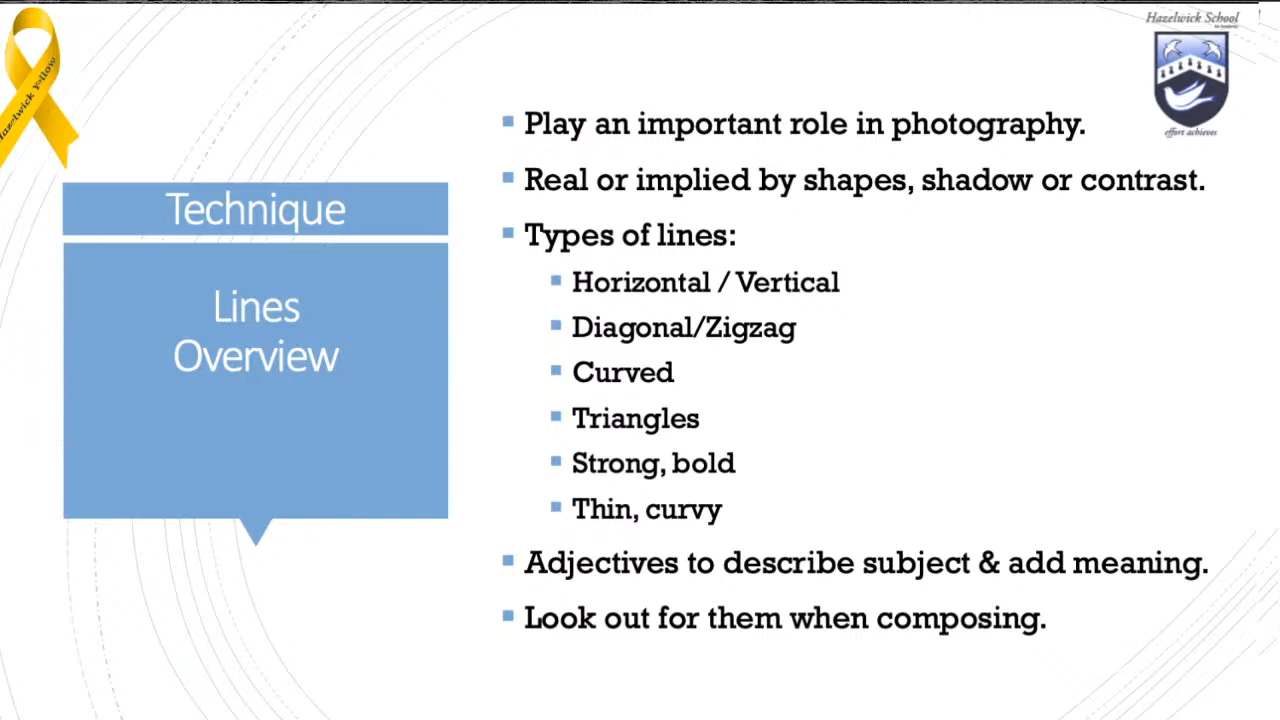 Hazelwick Yellow
Hazelwick School
Technique
Lines
Overview
Play an important role in photography.
Real or implied by shapes, shadow or contrast.
Types of lines:
Horizontal / Vertical
Diagonal/Zigzag
Curved
Triangles
Strong, bold
Thin, curvy
Adjectives to describe subject & add meaning.
Look out for them when composing.
effort achieves